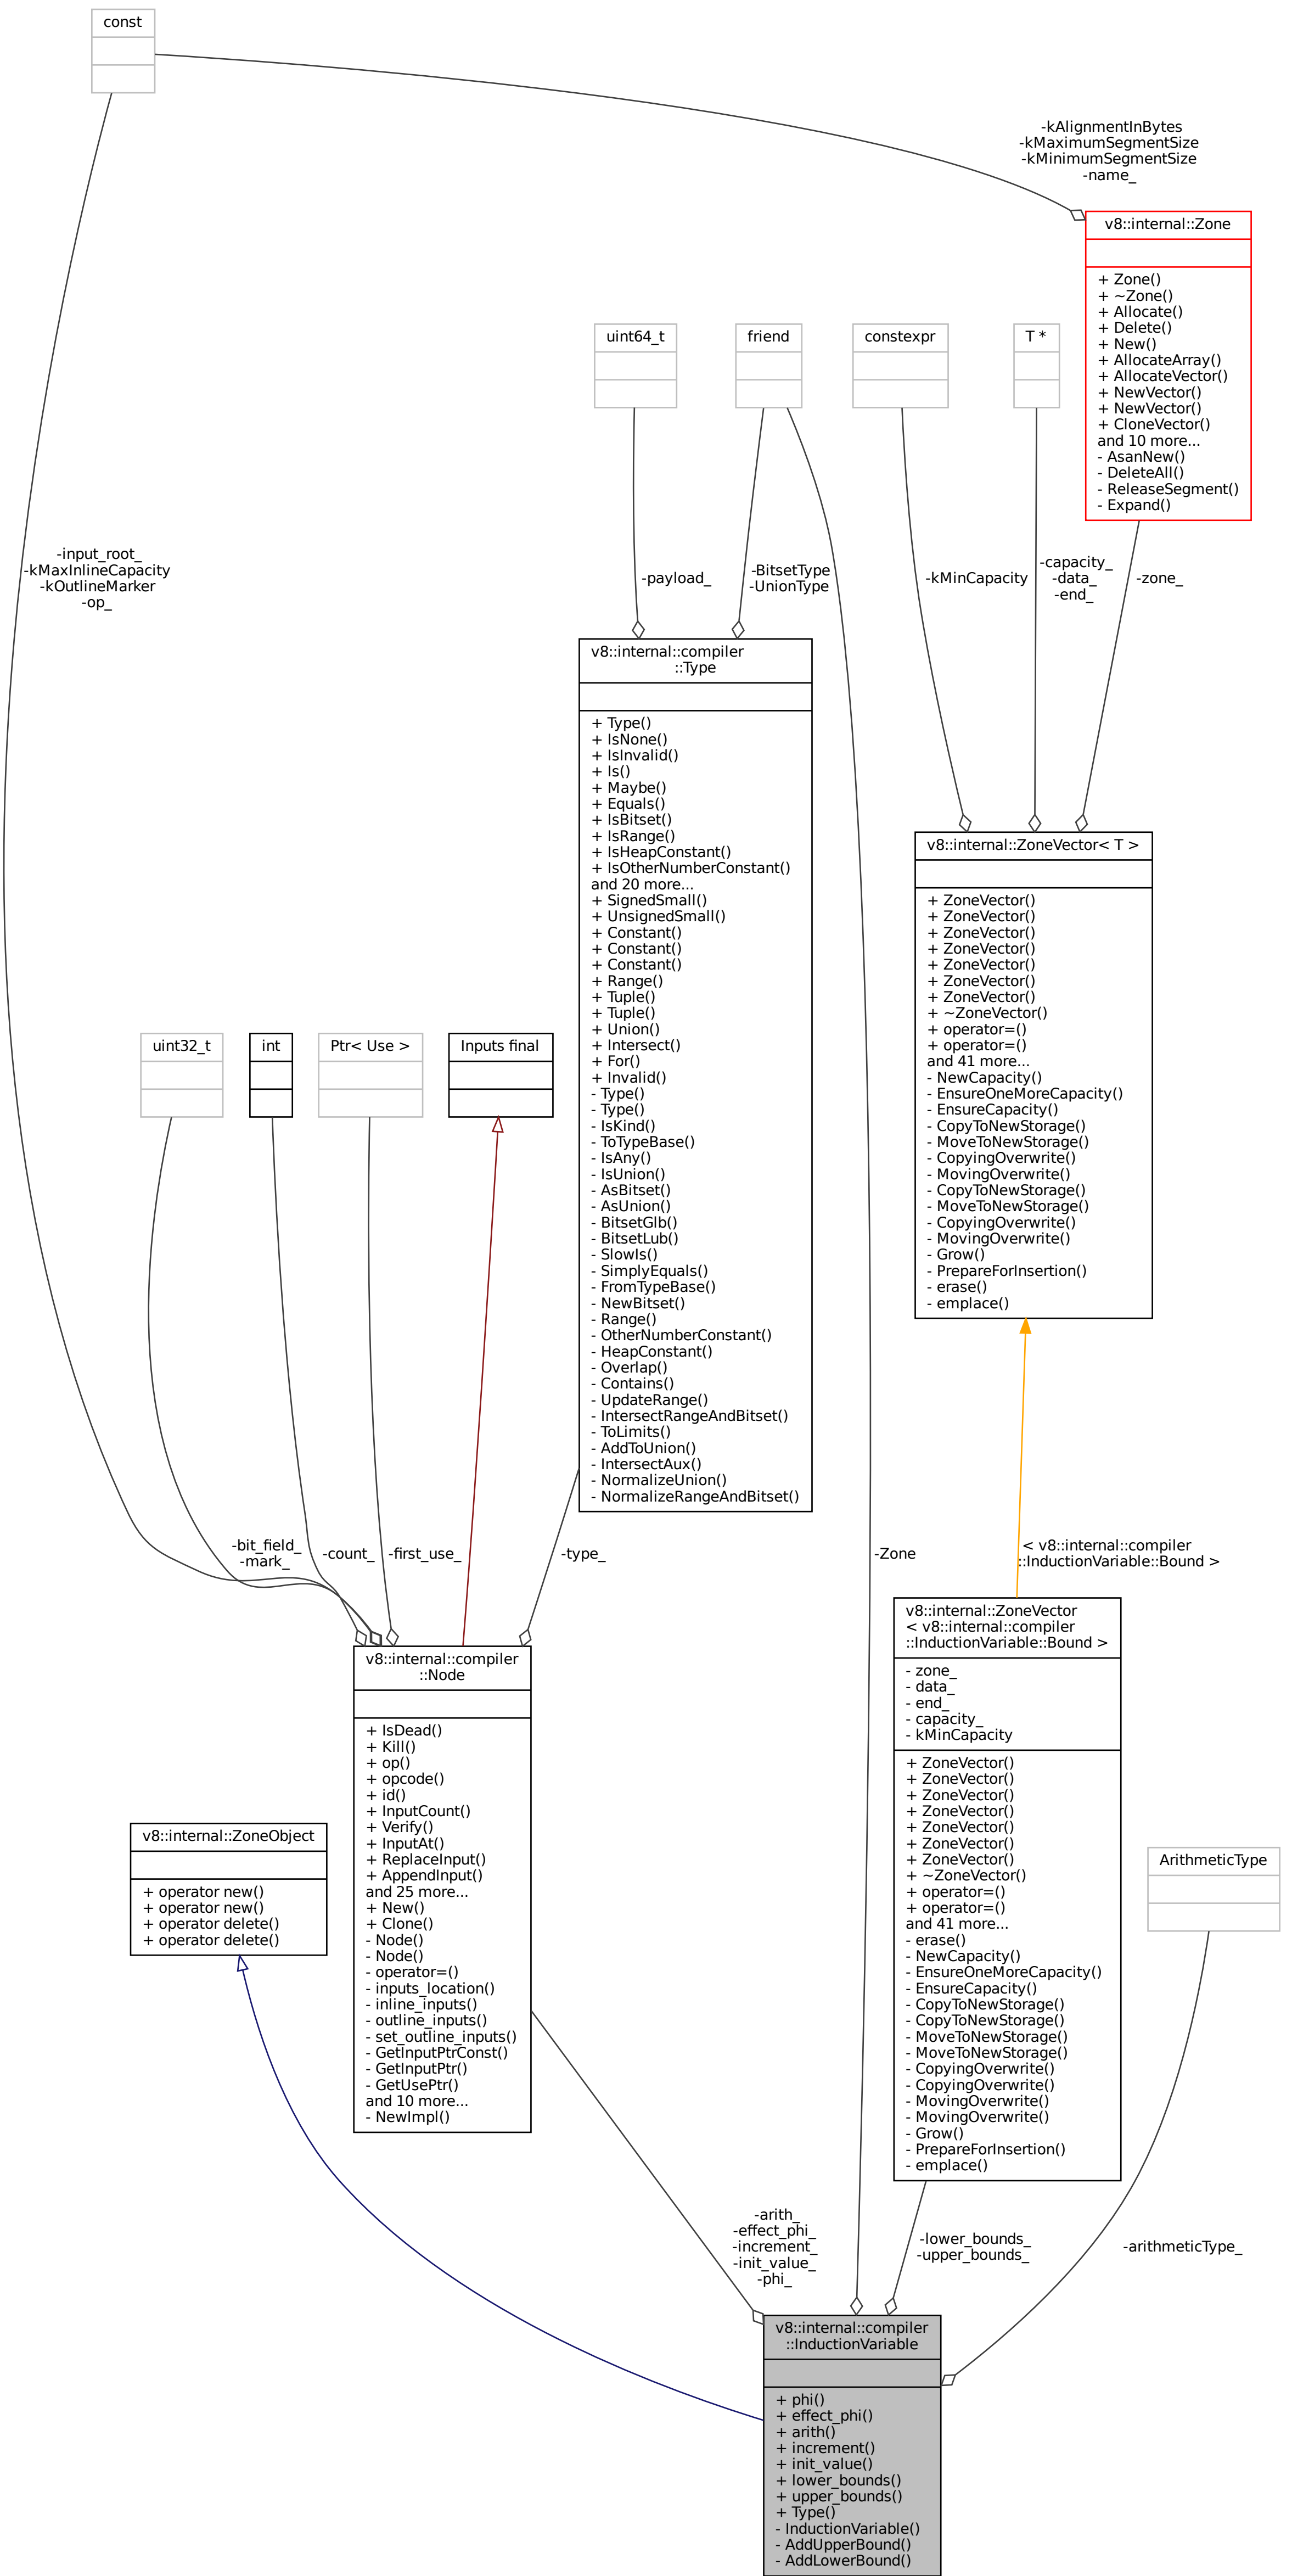 const
-kAlignmentInBytes
-kMaximumSegmentSize
-kMinimumSegmentSize
-name_
v8::internal::Zone
+ Zone()
+ ~Zone()
+ Allocate()
+ Delete()
+ New()
+ AllocateArray()
+ AllocateVector()
+ NewVector()
+ NewVector()
+ CloneVector()
and 10 more...
- AsanNew()
- DeleteAll()
- ReleaseSegment()
- Expand()
uint64_t
friend
constexpr
T *
-input_root_
-kMaxInlineCapacity
-kOutlineMarker
-op_
-payload_
-BitsetType
-UnionType
-kMinCapacity
-capacity_
-data_
-end_
-zone_
v8::internal::compiler
::Type
+ Type()
+ IsNone()
+ IsInvalid()
+ Is()
+ Maybe()
+ Equals()
+ IsBitset()
+ IsRange()
+ IsHeapConstant()
+ IsOtherNumberConstant()
and 20 more...
+ SignedSmall()
+ UnsignedSmall()
+ Constant()
+ Constant()
+ Constant()
+ Range()
+ Tuple()
+ Tuple()
+ Union()
+ Intersect()
+ For()
+ Invalid()
- Type()
- Type()
- IsKind()
- ToTypeBase()
- IsAny()
- IsUnion()
- AsBitset()
- AsUnion()
- BitsetGlb()
- BitsetLub()
- SlowIs()
- SimplyEquals()
- FromTypeBase()
- NewBitset()
- Range()
- OtherNumberConstant()
- HeapConstant()
- Overlap()
- Contains()
- UpdateRange()
- IntersectRangeAndBitset()
- ToLimits()
- AddToUnion()
- IntersectAux()
- NormalizeUnion()
- NormalizeRangeAndBitset()
v8::internal::ZoneVector< T >
+ ZoneVector()
+ ZoneVector()
+ ZoneVector()
+ ZoneVector()
+ ZoneVector()
+ ZoneVector()
+ ZoneVector()
+ ~ZoneVector()
+ operator=()
+ operator=()
and 41 more...
- NewCapacity()
- EnsureOneMoreCapacity()
- EnsureCapacity()
- CopyToNewStorage()
- MoveToNewStorage()
- CopyingOverwrite()
- MovingOverwrite()
- CopyToNewStorage()
- MoveToNewStorage()
- CopyingOverwrite()
- MovingOverwrite()
- Grow()
- PrepareForInsertion()
- erase()
- emplace()
uint32_t
int
Ptr< Use >
Inputs final
-bit_field_
-mark_
-count_
-first_use_
-type_
-Zone
< v8::internal::compiler
::InductionVariable::Bound >
v8::internal::compiler
::Node
+ IsDead()
+ Kill()
+ op()
+ opcode()
+ id()
+ InputCount()
+ Verify()
+ InputAt()
+ ReplaceInput()
+ AppendInput()
and 25 more...
+ New()
+ Clone()
- Node()
- Node()
- operator=()
- inputs_location()
- inline_inputs()
- outline_inputs()
- set_outline_inputs()
- GetInputPtrConst()
- GetInputPtr()
- GetUsePtr()
and 10 more...
- NewImpl()
v8::internal::ZoneVector
< v8::internal::compiler
::InductionVariable::Bound >
- zone_
- data_
- end_
- capacity_
- kMinCapacity
+ ZoneVector()
+ ZoneVector()
+ ZoneVector()
+ ZoneVector()
+ ZoneVector()
+ ZoneVector()
+ ZoneVector()
+ ~ZoneVector()
+ operator=()
+ operator=()
and 41 more...
- erase()
- NewCapacity()
- EnsureOneMoreCapacity()
- EnsureCapacity()
- CopyToNewStorage()
- CopyToNewStorage()
- MoveToNewStorage()
- MoveToNewStorage()
- CopyingOverwrite()
- CopyingOverwrite()
- MovingOverwrite()
- MovingOverwrite()
- Grow()
- PrepareForInsertion()
- emplace()
v8::internal::ZoneObject
+ operator new()
+ operator new()
+ operator delete()
+ operator delete()
ArithmeticType
-arith_
-effect_phi_
-increment_
-init_value_
-phi_
-lower_bounds_
-upper_bounds_
-arithmeticType_
v8::internal::compiler
::InductionVariable
+ phi()
+ effect_phi()
+ arith()
+ increment()
+ init_value()
+ lower_bounds()
+ upper_bounds()
+ Type()
- InductionVariable()
- AddUpperBound()
- AddLowerBound()